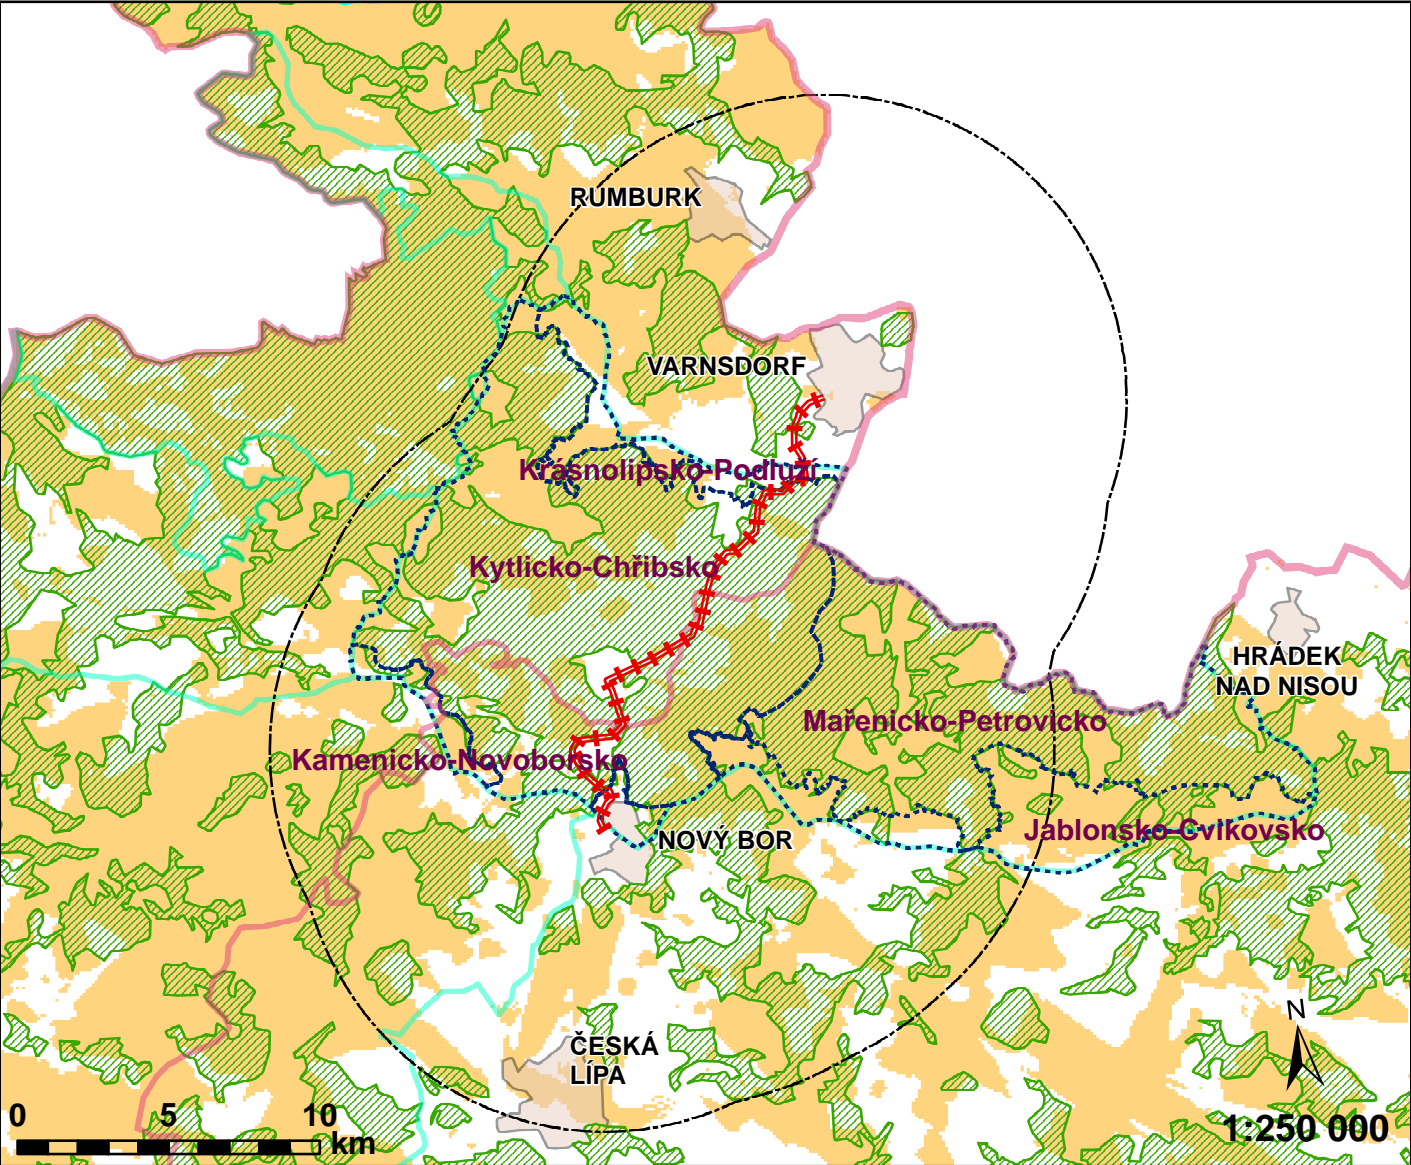 RUMBURK
VARNSDORF
Krásnolipsko-Podluží
Kytlicko-Chřibsko
HRÁDEK
NAD NISOU
Mařenicko-Petrovicko
Kamenicko-Novoborsko
Jablonsko-Cvikovsko
NOVÝ BOR
N
ČESKÁ
LÍPA
0 5 10
km
1:250 000